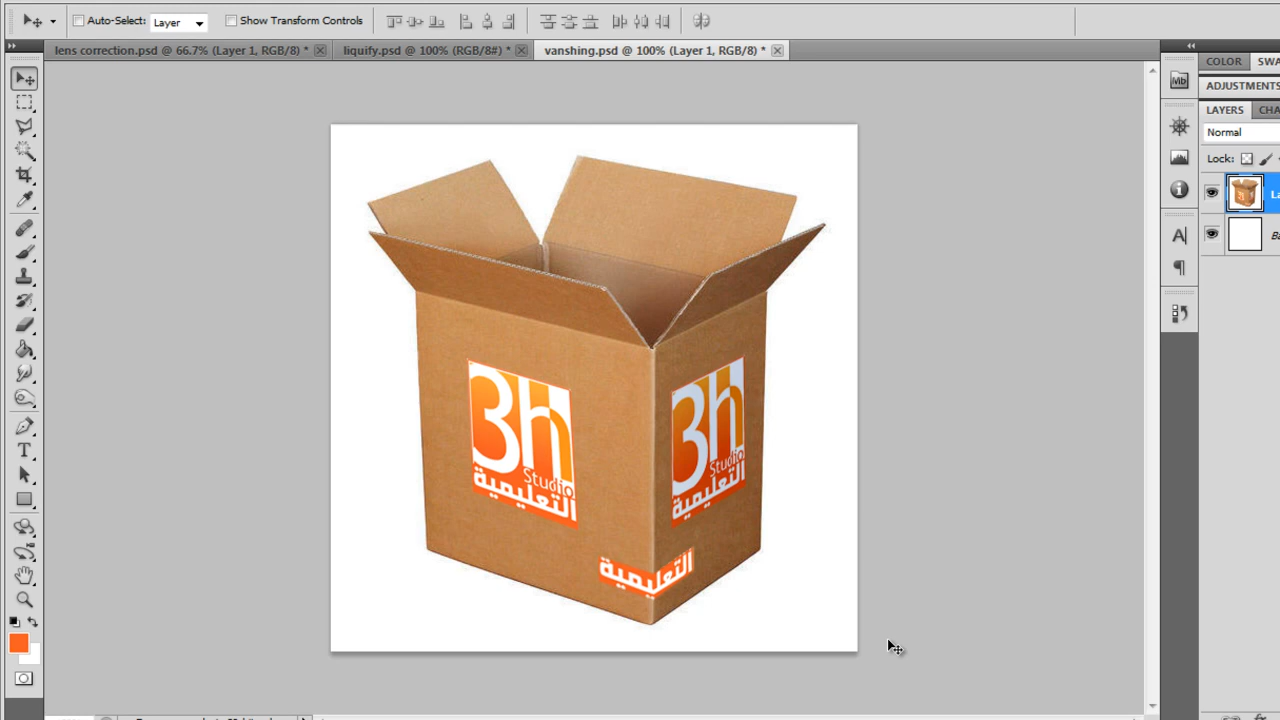 Auto-Select:
Layer
Show Transform Controls
lens correction.psd @ 66.7% (Layer 1, RGB/8) *
liquify.psd @ 100% (RGB/8#) *
vanshing.psd @ 100% (Layer 1, RGB/8) *
COLOR
ADJUSTMENTS
LAYERS
Normal
Lock:
Mb
3h
Studio
التعليمية
3h
Studio
التعليمية
التعليمية